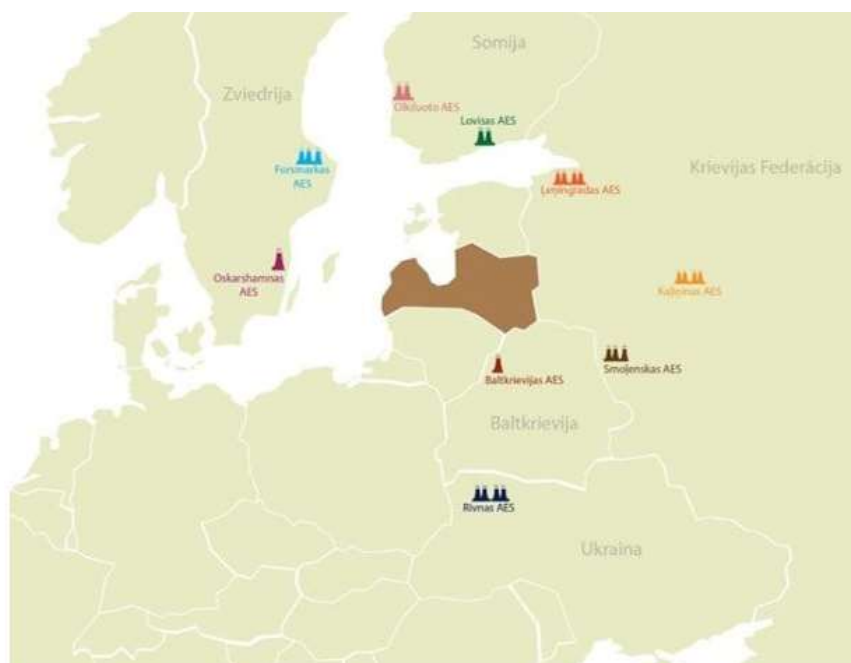 Somija
Zviedrija
Olkiluoto AES
Lovisas AES
Forsmarkas
AES
Ļeņingradas AES
Krievijas Federācija
Oskarshamnas
AES
Kaļiņinas AES
Smoļenskas AES
Baltkrievijas AES
Baltkrievija
Rivnas AES
Ukraina